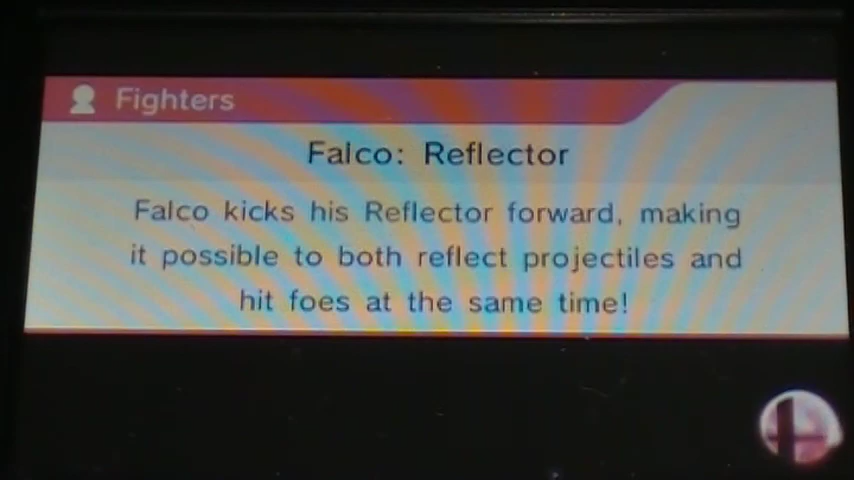 Fighters
Falco: Reflector
Falco kicks his Reflector forward, making
it possible to both reflect projectiles and
hit foes at the same time!